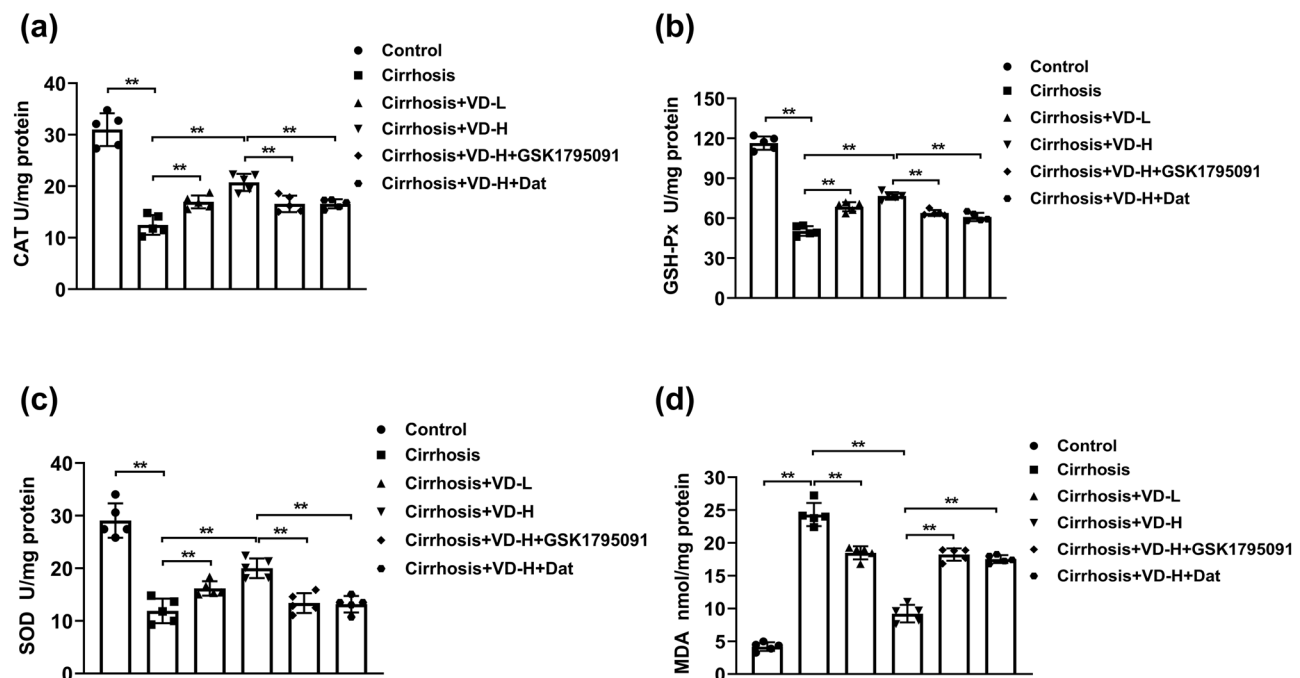 (a)
Control
Cirrhosis
Cirrhosis+VD-L
Cirrhosis+VD-H
Cirrhosis+VD-H+GSK1795091
Cirrhosis+VD-H+Dat
CAT U/mg protein
40
30
20
10
0
**
**
**
**
**
(b)
Control
Cirrhosis
Cirrhosis+VD-L
Cirrhosis+VD-H
Cirrhosis+VD-H+GSK1795091
Cirrhosis+VD-H+Dat
GSH-Px U/mg protein
150
120
90
60
30
0
**
**
**
**
**
(c)
Control
Cirrhosis
Cirrhosis+VD-L
Cirrhosis+VD-H
Cirrhosis+VD-H+GSK1795091
Cirrhosis+VD-H+Dat
SOD U/mg protein
40
30
20
10
0
**
**
**
**
**
(d)
Control
Cirrhosis
Cirrhosis+VD-L
Cirrhosis+VD-H
Cirrhosis+VD-H+GSK1795091
Cirrhosis+VD-H+Dat
MDA nmol/mg protein
30
25
20
15
10
5
0
**
**
**
**
**